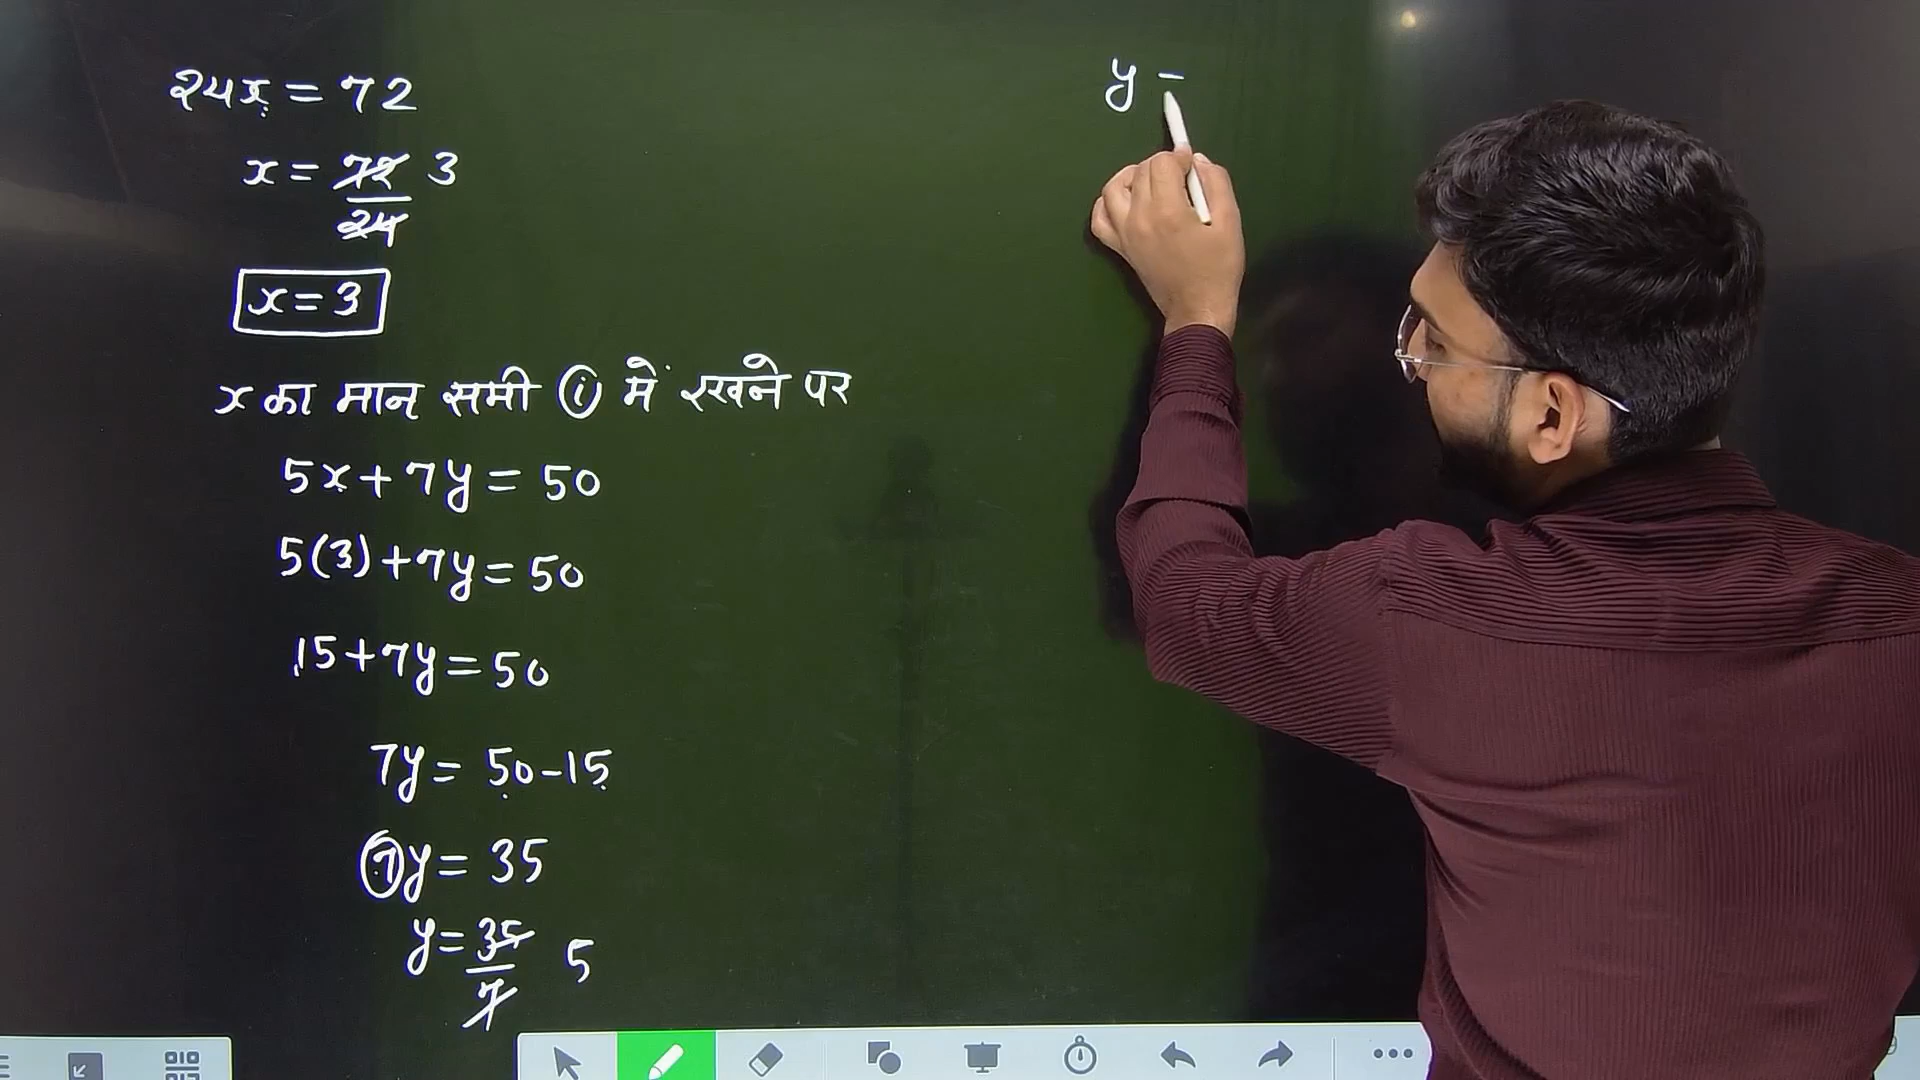 24x = 72
x = 72/24 3
x = 3
x का मान समी (i) में रखने पर
5x + 7y = 50
5(3) + 7y = 50
15 + 7y = 50
7y = 50 - 15
7y = 35
y = 35/7 5
y -